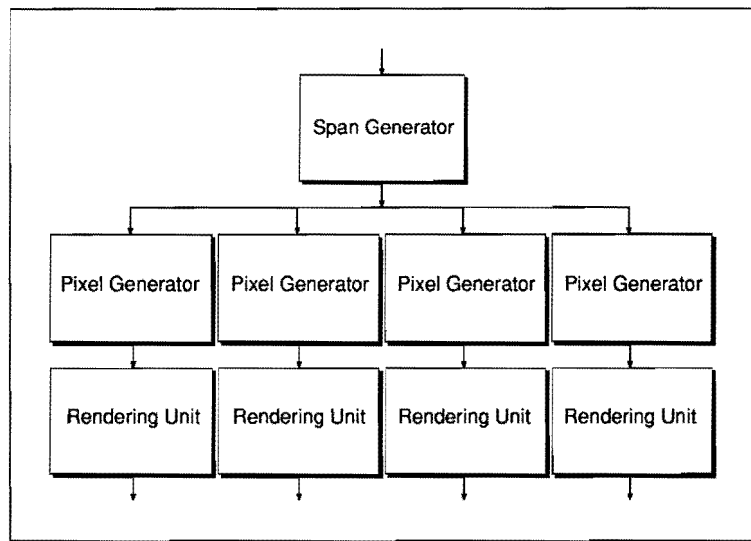 Span Generator
Pixel Generator
Pixel Generator
Pixel Generator
Pixel Generator
Rendering Unit
Rendering Unit
Rendering Unit
Rendering Unit